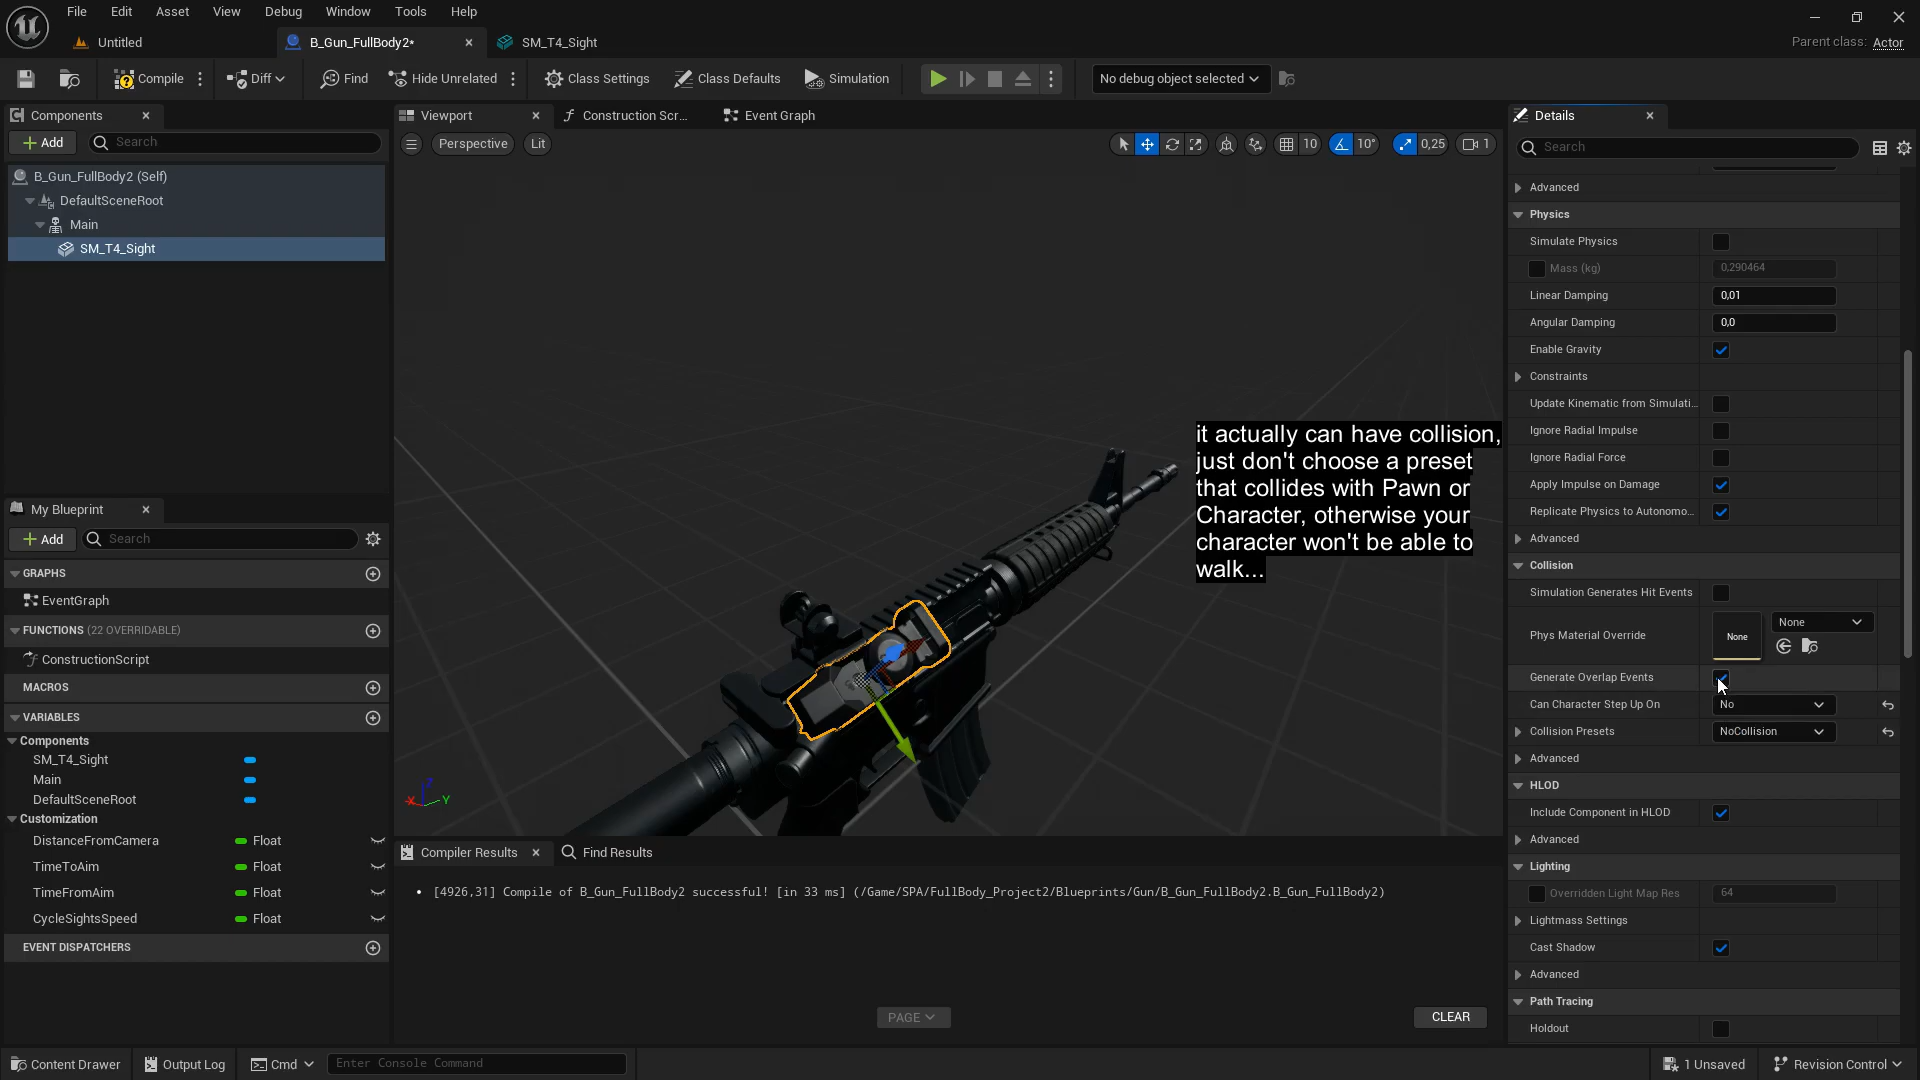 File Edit Asset View Debug Window Tools Help
Untitled
B_Gun_FullBody2*
SM_T4_Sight
Parent class: Actor
Compile
Diff
Find
Hide Unrelated
Class Settings
Class Defaults
Simulation
No debug object selected
Components
Add
Search
B_Gun_FullBody2 (Self)
DefaultSceneRoot
Main
SM_T4_Sight
My Blueprint
Add
Search
GRAPHS
EventGraph
FUNCTIONS (22 OVERRIDABLE)
ConstructionScript
MACROS
VARIABLES
Components
SM_T4_Sight
Main
DefaultSceneRoot
Customization
DistanceFromCamera Float
TimeToAim Float
TimeFromAim Float
CycleSightsSpeed Float
EVENT DISPATCHERS
Viewport
Construction Scr...
Event Graph
Perspective
Lit
10
10°
0,25
1
it actually can have collision,
just don't choose a preset
that collides with Pawn or
Character, otherwise your
character won't be able to
walk...
X
Y
Compiler Results
Find Results
• [4926,31] Compile of B_Gun_FullBody2 successful! [in 33 ms] (/Game/SPA/FullBody_Project2/Blueprints/Gun/B_Gun_FullBody2.B_Gun_FullBody2)
PAGE
CLEAR
Details
Search
Advanced
Physics
Simulate Physics
Mass (kg) 0,290464
Linear Damping 0,01
Angular Damping 0,0
Enable Gravity
Constraints
Update Kinematic from Simulati...
Ignore Radial Impulse
Ignore Radial Force
Apply Impulse on Damage
Replicate Physics to Autonomo...
Advanced
Collision
Simulation Generates Hit Events
Phys Material Override None None
Generate Overlap Events
Can Character Step Up On No
Collision Presets NoCollision
Advanced
HLOD
Include Component in HLOD
Advanced
Lighting
Overridden Light Map Res 64
Lightmass Settings
Cast Shadow
Advanced
Path Tracing
Holdout
Content Drawer
Output Log
Cmd
Enter Console Command
1 Unsaved
Revision Control